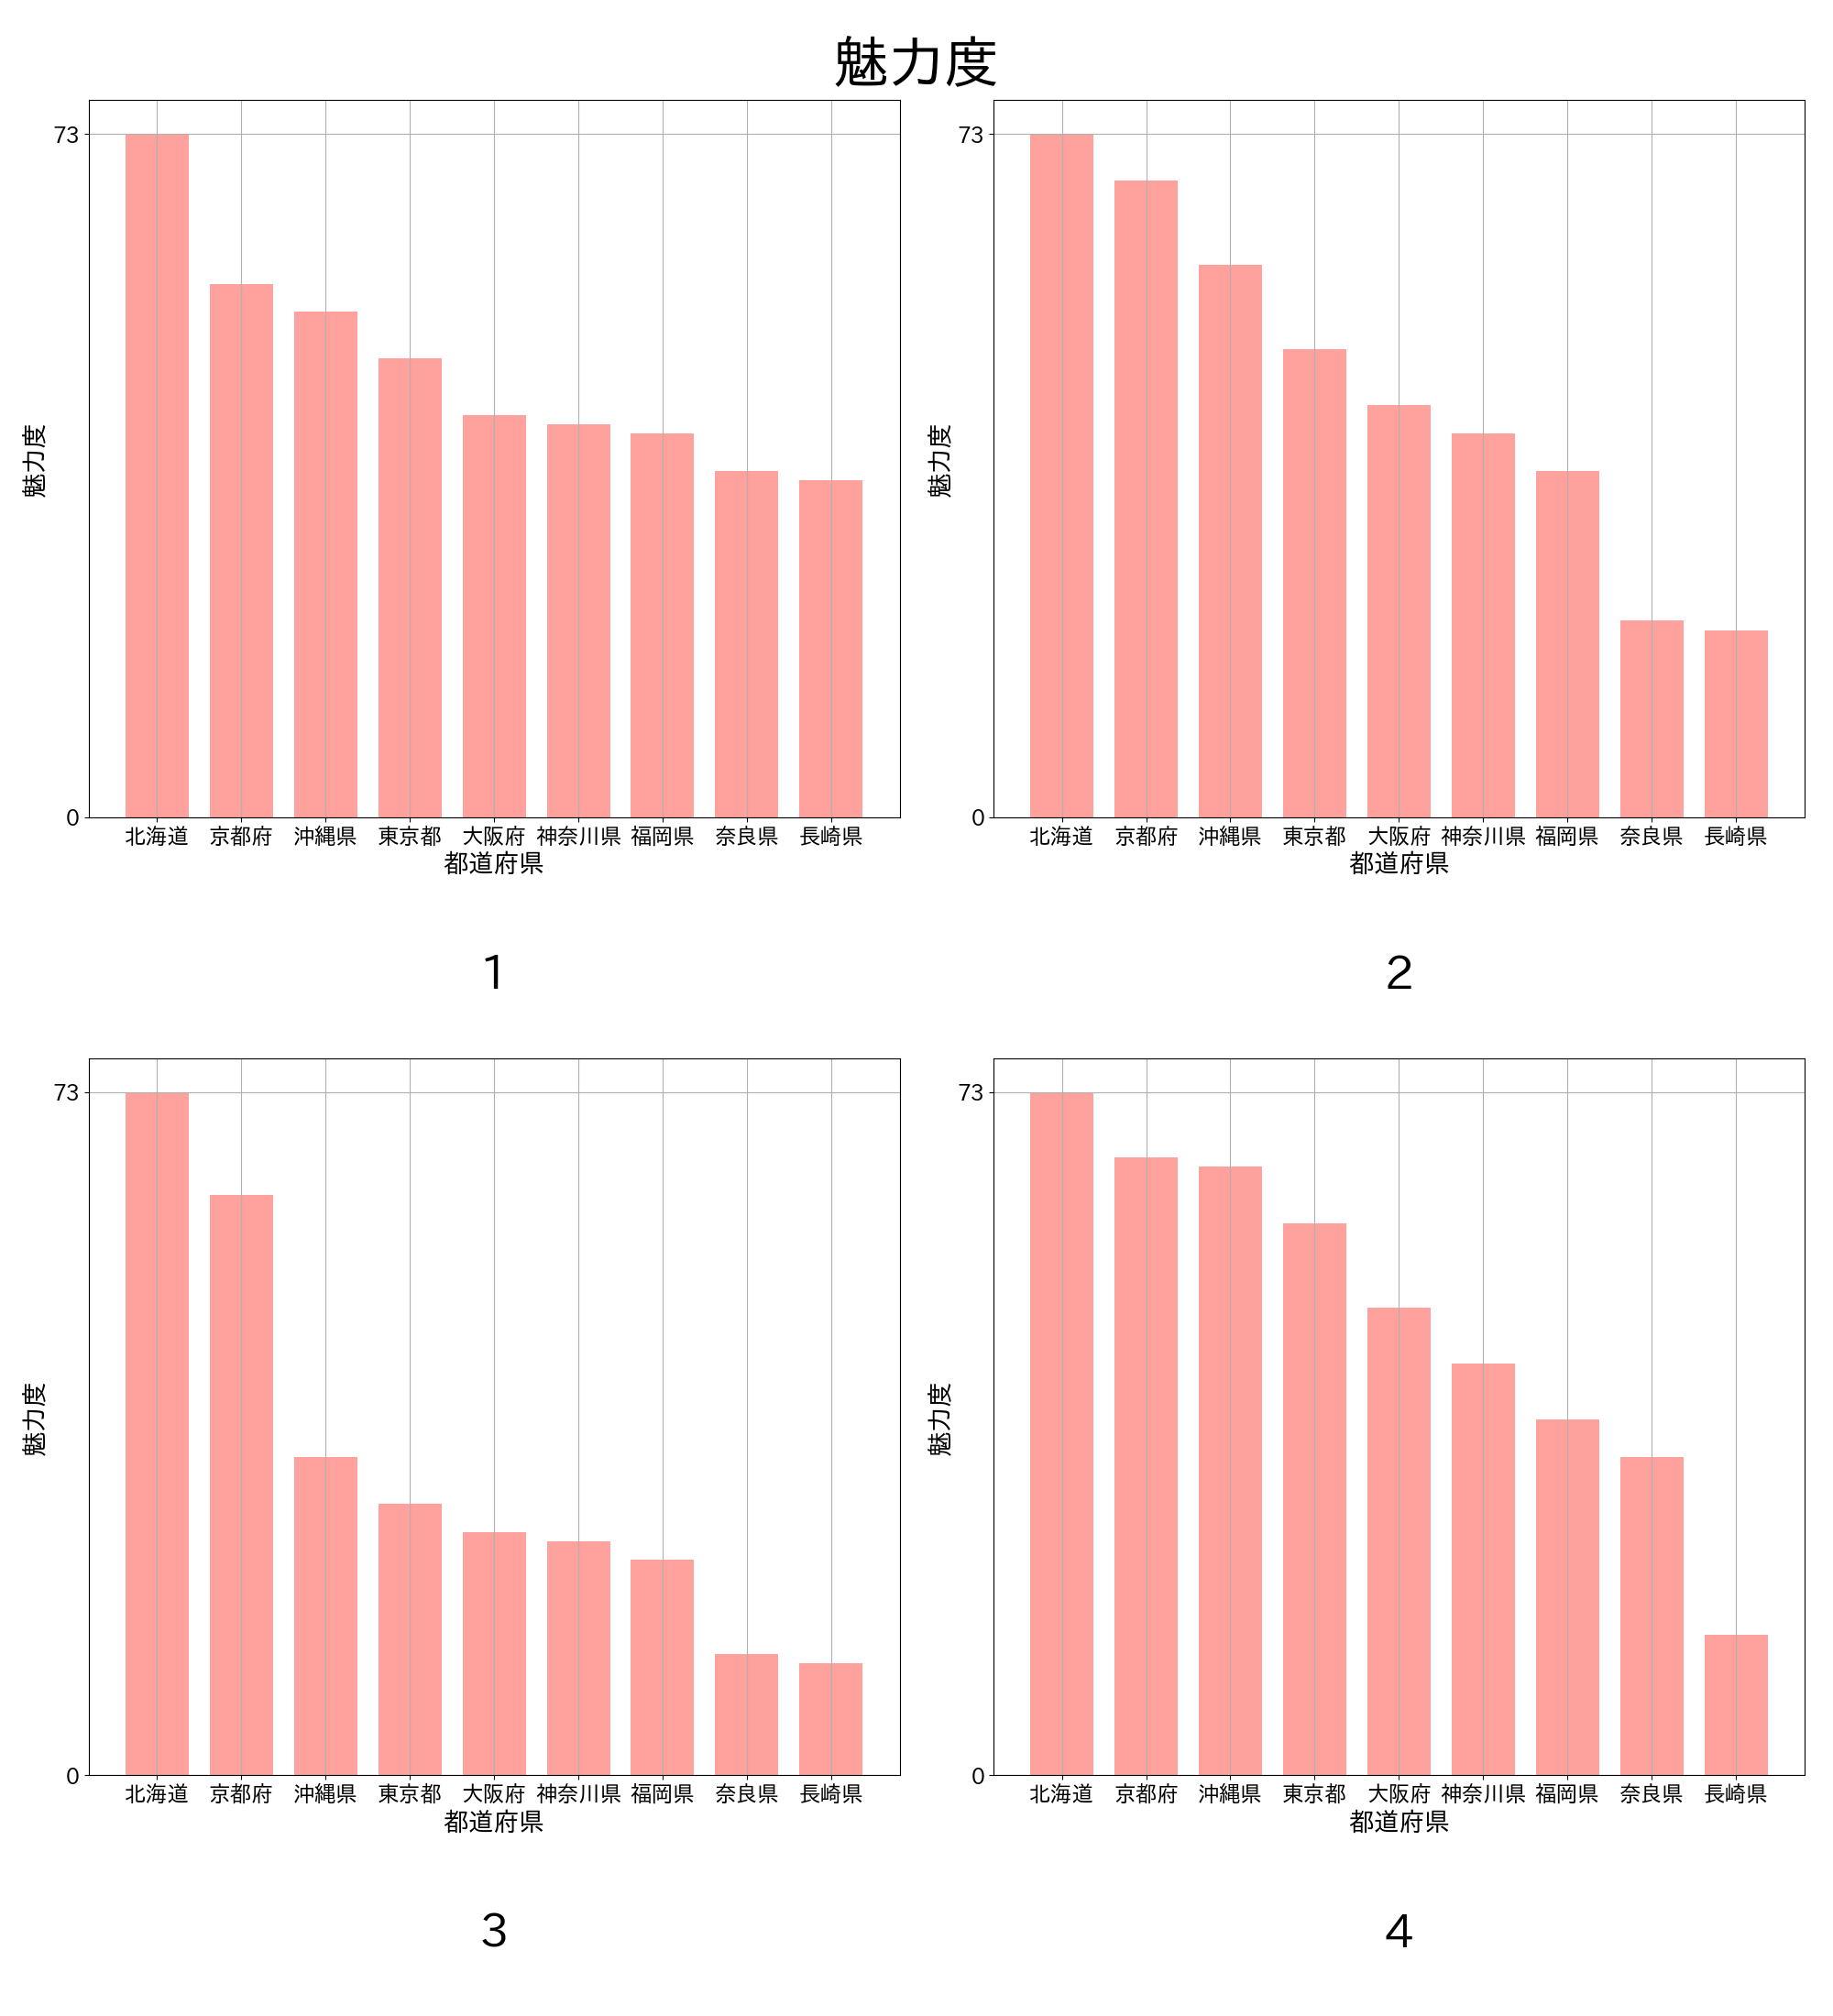 魅力度
73
0
魅力度
北海道 京都府 沖縄県 東京都 大阪府 神奈川県 福岡県 奈良県 長崎県
都道府県
1
73
0
魅力度
北海道 京都府 沖縄県 東京都 大阪府 神奈川県 福岡県 奈良県 長崎県
都道府県
2
73
0
魅力度
北海道 京都府 沖縄県 東京都 大阪府 神奈川県 福岡県 奈良県 長崎県
都道府県
3
73
0
魅力度
北海道 京都府 沖縄県 東京都 大阪府 神奈川県 福岡県 奈良県 長崎県
都道府県
4